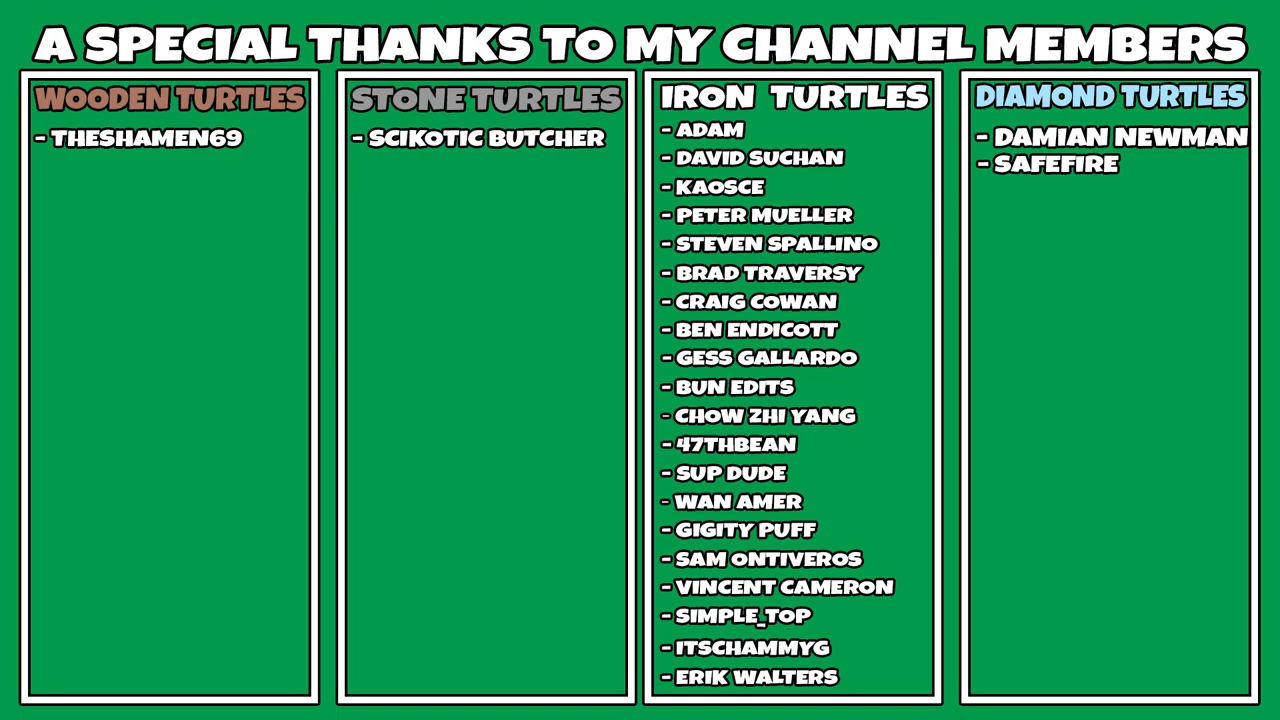 A SPECIAL THANKS TO MY CHANNEL MEMBERS
WOODEN TURTLES
- THESHAMEN69
STONE TURTLES
- SCIKOTIC BUTCHER
IRON TURTLES
- ADAM
- DAVID SUCHAN
- KAOSCE
- PETER MUELLER
- STEVEN SPALLINO
- BRAD TRAVERSY
- CRAIG COWAN
- BEN ENDICOTT
- GESS GALLARDO
- BUN EDITS
- CHOW ZHI YANG
- 47THBEAN
- SUP DUDE
- WAN AMER
- GIGITY PUFF
- SAM ONTIVEROS
- VINCENT CAMERON
- SIMPLE_TOP
- ITSCHAMMYG
- ERIK WALTERS
DIAMOND TURTLES
- DAMIAN NEWMAN
- SAFEFIRE